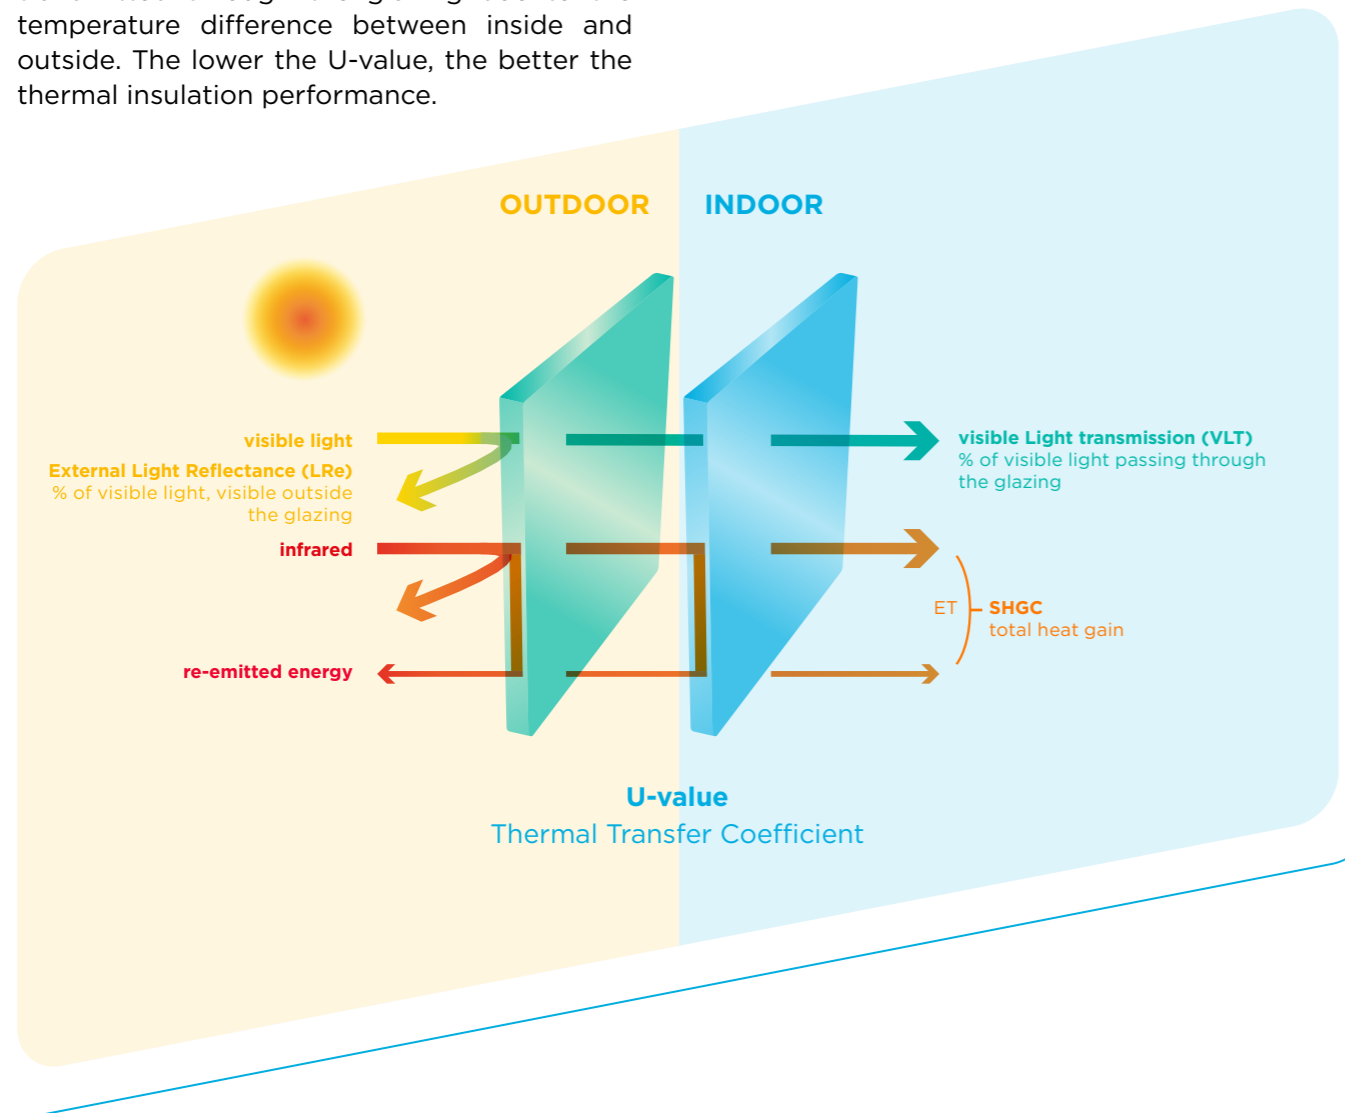 temperature difference between inside and
outside. The lower the U-value, the better the
thermal insulation performance.
OUTDOOR
INDOOR
visible light
External Light Reflectance (LRe)
% of visible light, visible outside
the glazing
infrared
re-emitted energy
visible Light transmission (VLT)
% of visible light passing through
the glazing
ET
SHGC
total heat gain
U-value
Thermal Transfer Coefficient